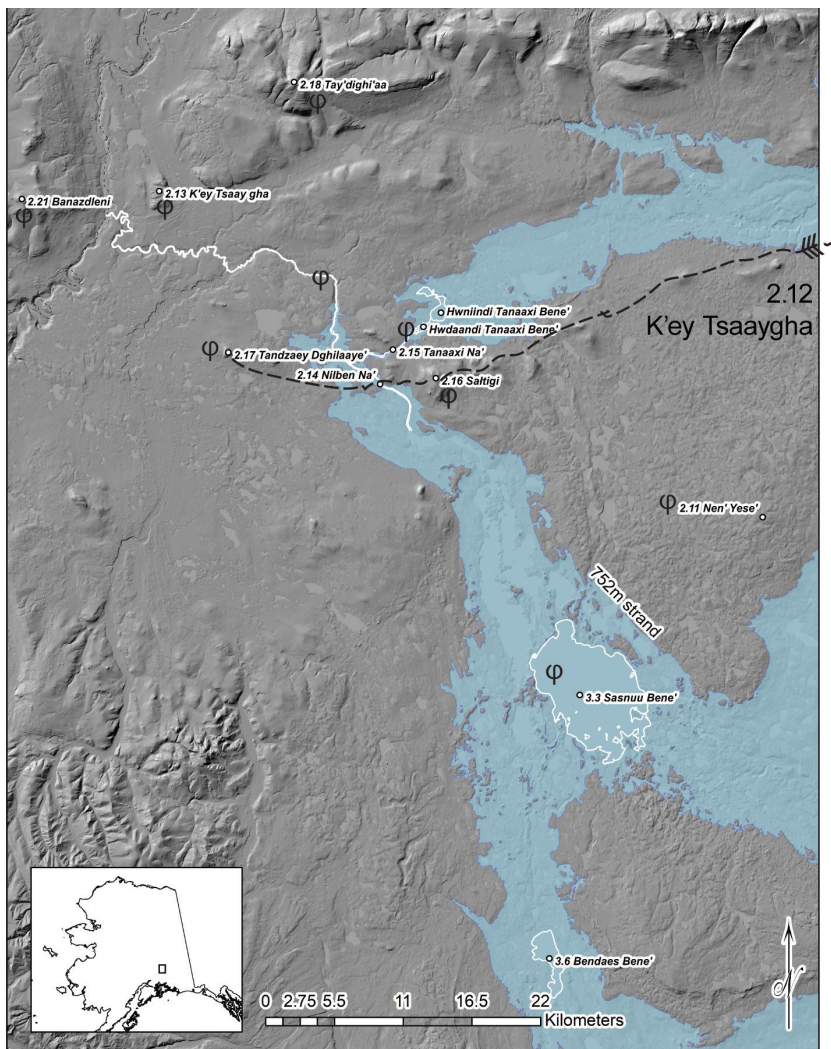 2.18 Tay'dighi'aa
φ
2.21 Banazdleni
φ
2.13 K'ey Tsaay gha
φ
φ
2.12
K'ey Tsaaygha
Hwniindi Tanaaxi Bene'
φ
Hwdaandi Tanaaxi Bene'
φ
2.17 Tandzaey Dghilaaye'
2.15 Tanaaxi Na'
2.14 Nilben Na'
2.16 Sałtigi
φ
φ
2.11 Nen' Yese'
752m strand
φ
3.3 Sasnuu Bene'
3.6 Bendaes Bene'
N
0 2.75 5.5 11 16.5 22
Kilometers